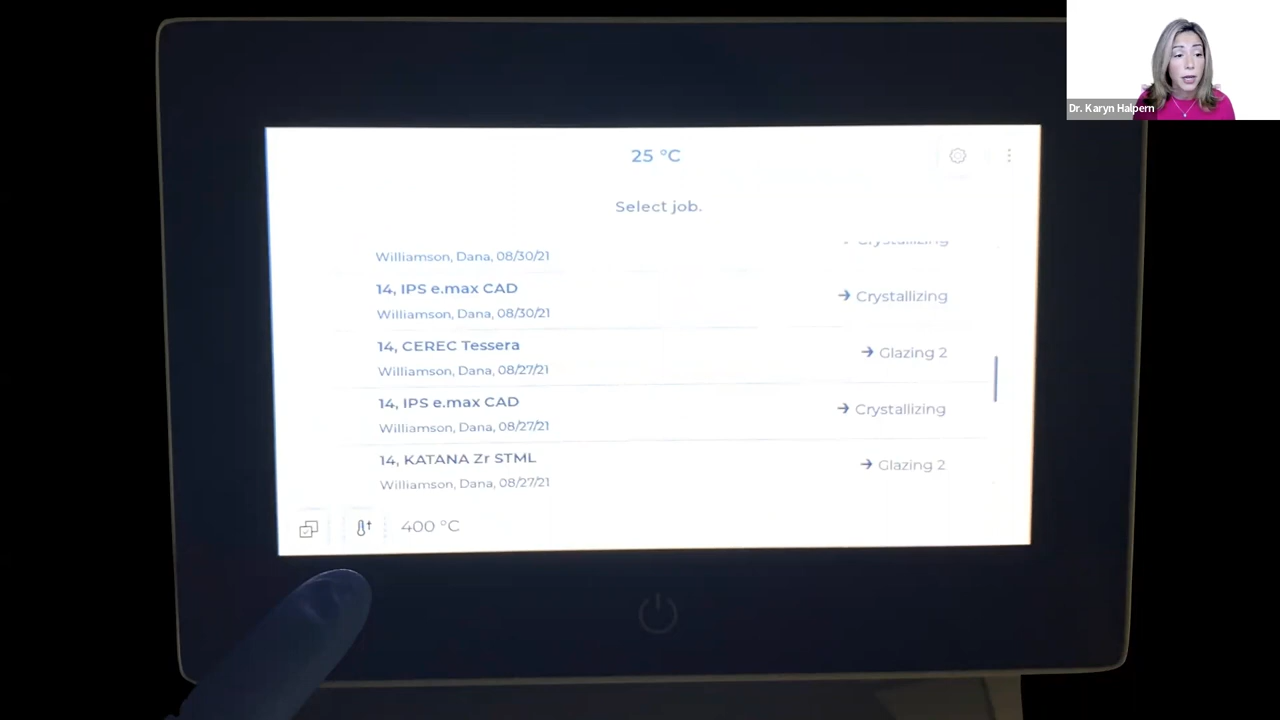 Dr. Karyn Halpern
25 °C
Select job.
Crystallizing
Williamson, Dana, 08/30/21
14, IPS e.max CAD
→ Crystallizing
Williamson, Dana, 08/30/21
14, CEREC Tessera
→ Glazing 2
Williamson, Dana, 08/27/21
14, IPS e.max CAD
→ Crystallizing
Williamson, Dana, 08/27/21
14, KATANA Zr STML
→ Glazing 2
Williamson, Dana, 08/27/21
400 °C